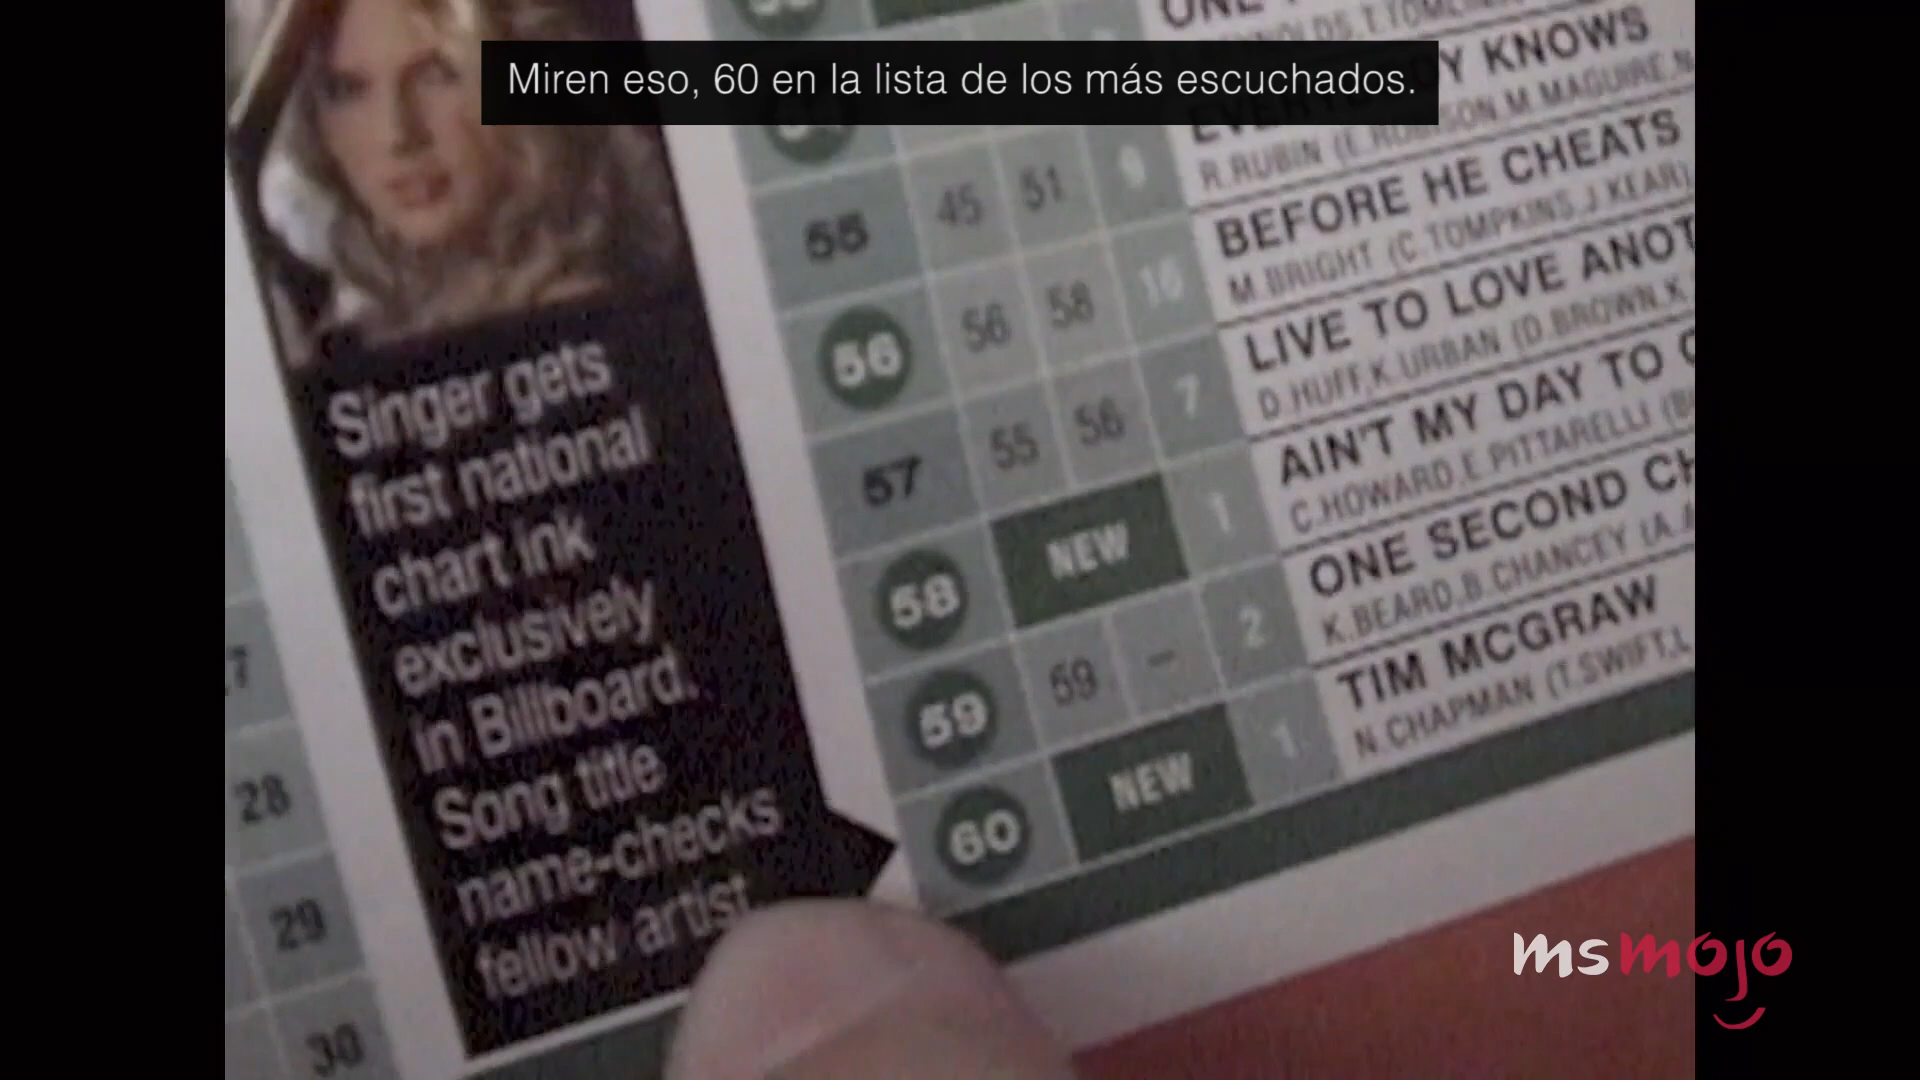 Miren eso, 60 en la lista de los más escuchados.
Singer gets
first national
chart ink
exclusively
in Billboard.
Song title
name-checks
fellow artist
28
29
30
Y KNOWS
R.RUBIN M.MAGUIRE,N
55 45 51 9 BEFORE HE CHEATS
M.BRIGHT (C.TOMPKINS,J.KEAR)
56 56 58 16 LIVE TO LOVE
D.HUFF,K.URBAN (D.BROWN,K
57 55 56 7 AIN'T MY DAY TO
C.HOWARD,E.PITTARELLI
58 NEW 1 ONE SECOND
K.BEARD,B.CHANCEY
59 59 – 2 TIM MCGRAW
N.CHAPMAN (T.SWIFT,L
60 NEW 1
msmojo